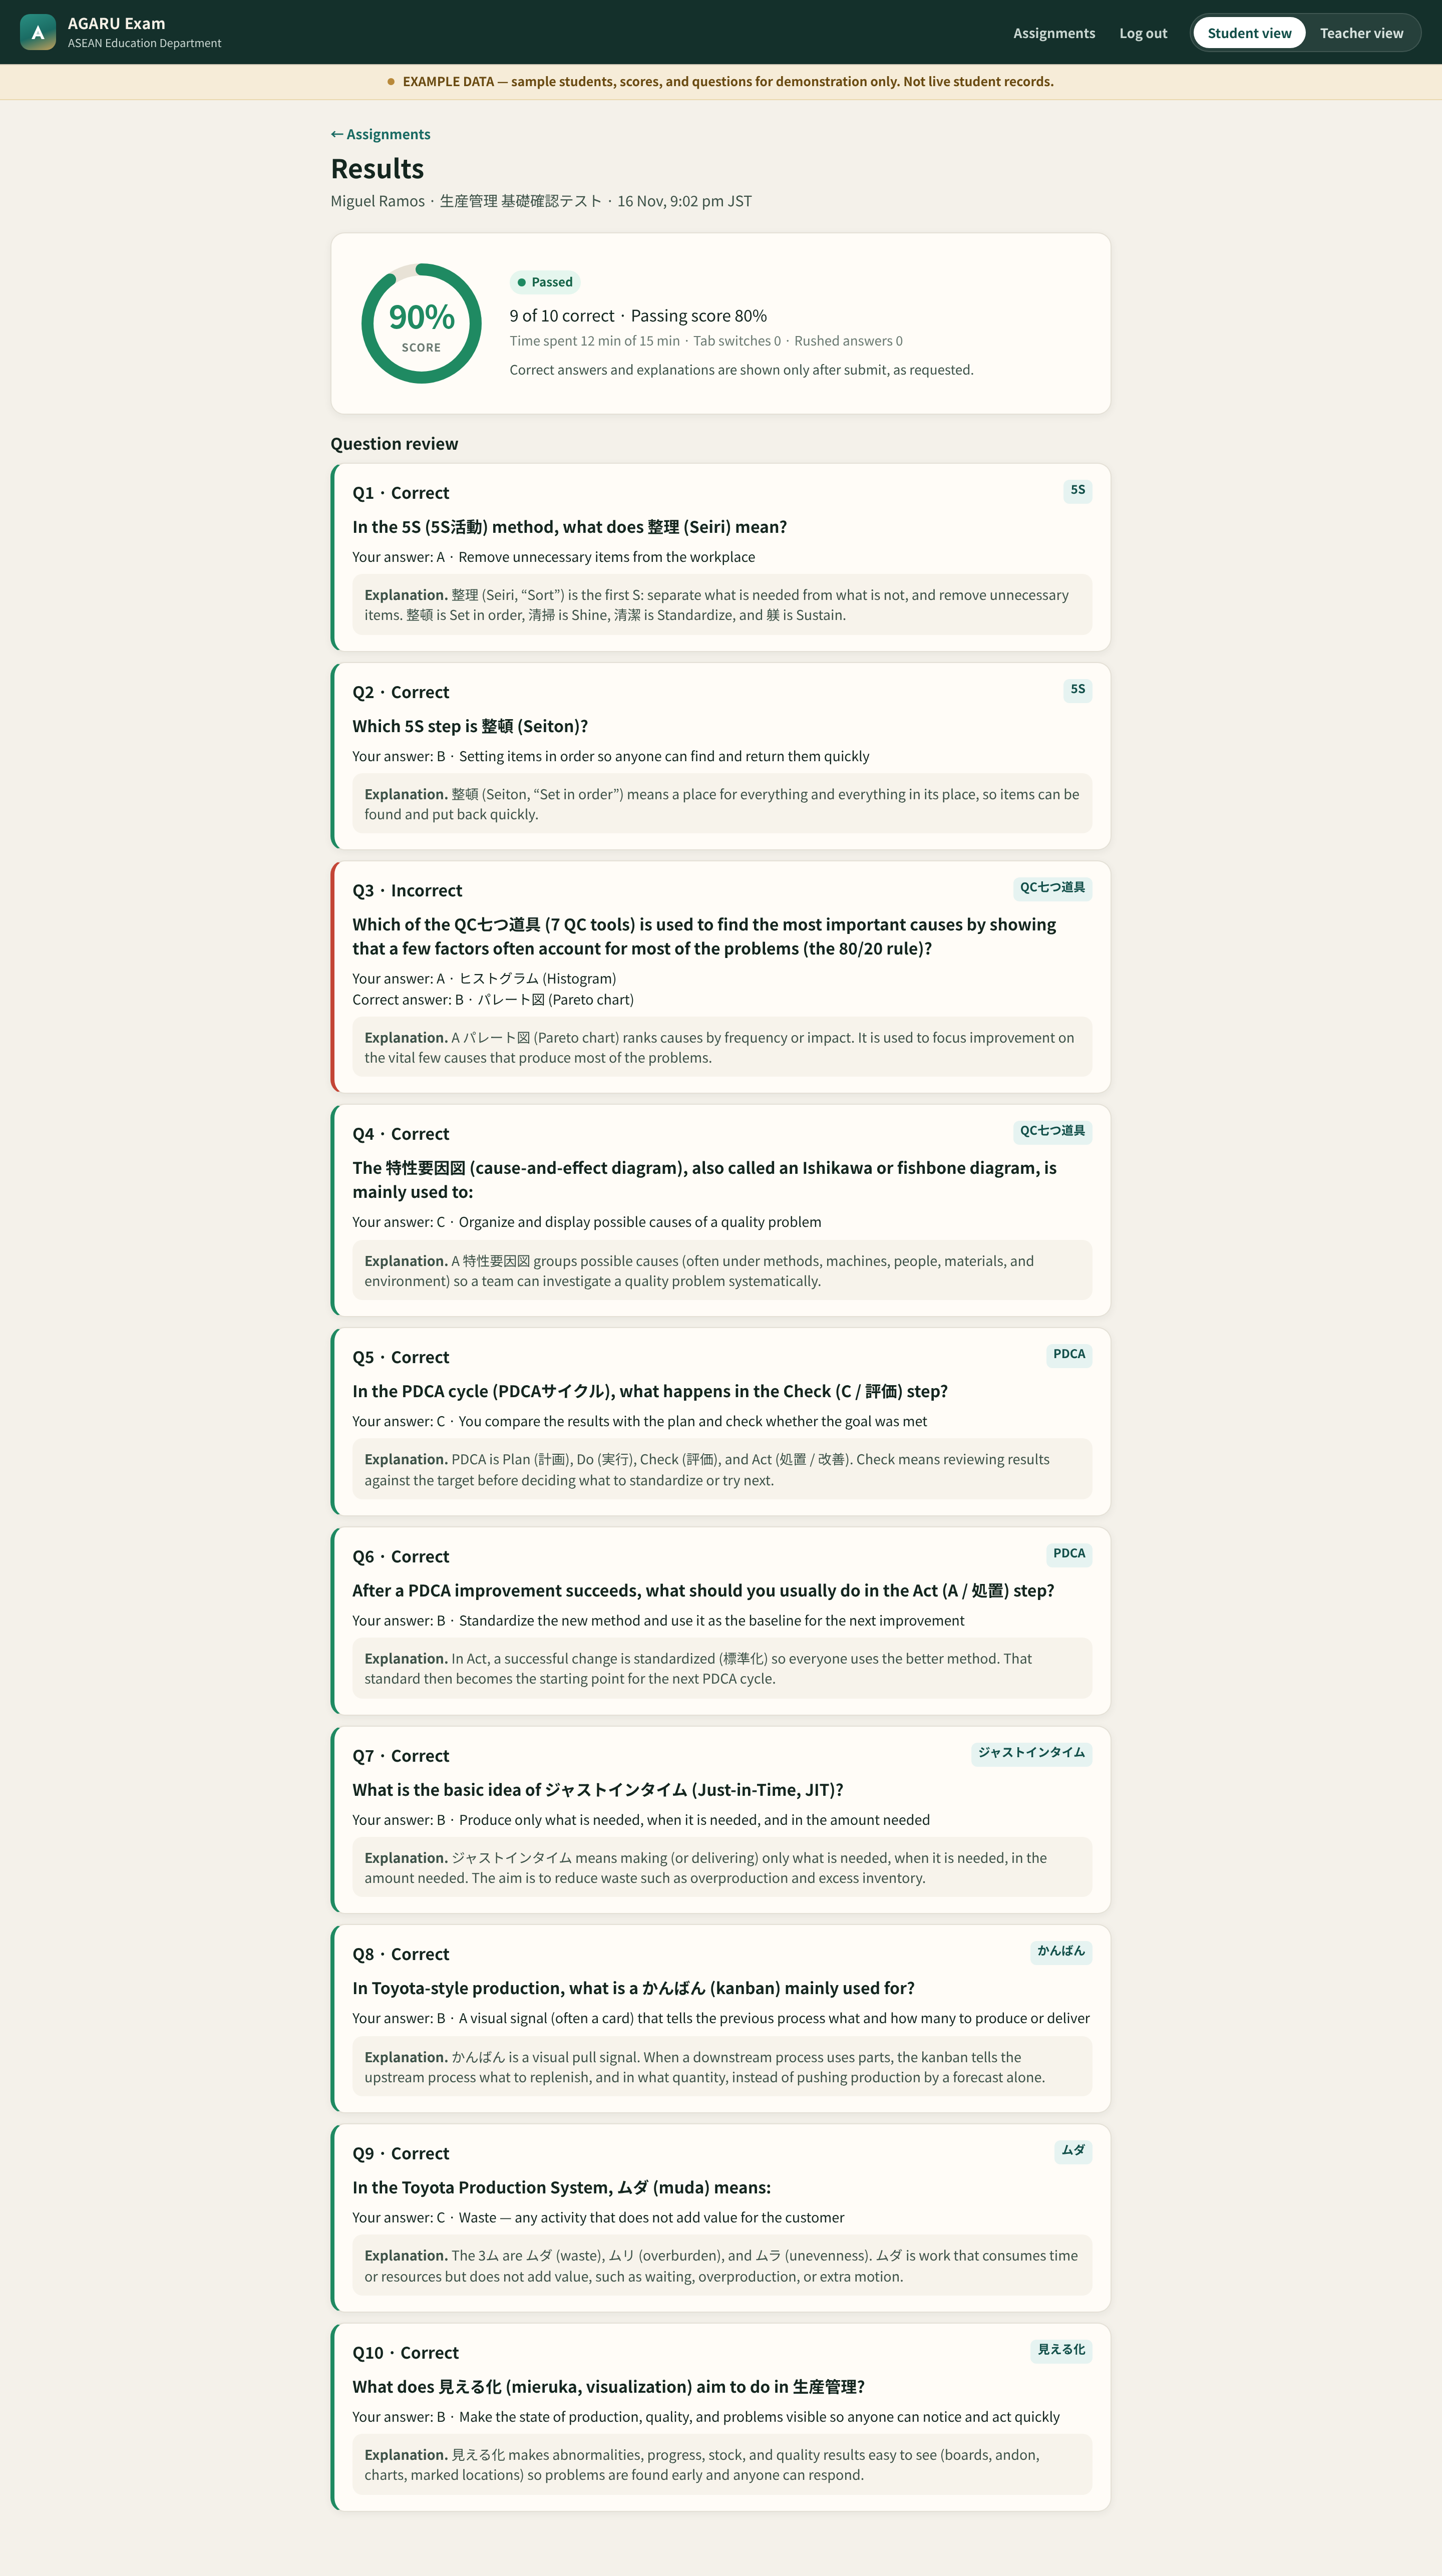 A
AGARU Exam
ASEAN Education Department
Assignments
Log out
Student view
Teacher view
EXAMPLE DATA — sample students, scores, and questions for demonstration only. Not live student records.
← Assignments
Results
Miguel Ramos · 生産管理 基礎確認テスト · 16 Nov, 9:02 pm JST
90%
SCORE
Passed
9 of 10 correct · Passing score 80%
Time spent 12 min of 15 min · Tab switches 0 · Rushed answers 0
Correct answers and explanations are shown only after submit, as requested.
Question review
Q1 · Correct
5S
In the 5S (5S活動) method, what does 整理 (Seiri) mean?
Your answer: A · Remove unnecessary items from the workplace
Explanation. 整理 (Seiri, “Sort”) is the first S: separate what is needed from what is not, and remove unnecessary
items. 整頓 is Set in order, 清掃 is Shine, 清潔 is Standardize, and 躾 is Sustain.
Q2 · Correct
5S
Which 5S step is 整頓 (Seiton)?
Your answer: B · Setting items in order so anyone can find and return them quickly
Explanation. 整頓 (Seiton, “Set in order”) means a place for everything and everything in its place, so items can be
found and put back quickly.
Q3 · Incorrect
QC七つ道具
Which of the QC七つ道具 (7 QC tools) is used to find the most important causes by showing
that a few factors often account for most of the problems (the 80/20 rule)?
Your answer: A · ヒストグラム (Histogram)
Correct answer: B · パレート図 (Pareto chart)
Explanation. A パレート図 (Pareto chart) ranks causes by frequency or impact. It is used to focus improvement on
the vital few causes that produce most of the problems.
Q4 · Correct
QC七つ道具
The 特性要因図 (cause-and-effect diagram), also called an Ishikawa or fishbone diagram, is
mainly used to:
Your answer: C · Organize and display possible causes of a quality problem
Explanation. A 特性要因図 groups possible causes (often under methods, machines, people, materials, and
environment) so a team can investigate a quality problem systematically.
Q5 · Correct
PDCA
In the PDCA cycle (PDCAサイクル), what happens in the Check (C / 評価) step?
Your answer: C · You compare the results with the plan and check whether the goal was met
Explanation. PDCA is Plan (計画), Do (実行), Check (評価), and Act (処置 / 改善). Check means reviewing results
against the target before deciding what to standardize or try next.
Q6 · Correct
PDCA
After a PDCA improvement succeeds, what should you usually do in the Act (A / 処置) step?
Your answer: B · Standardize the new method and use it as the baseline for the next improvement
Explanation. In Act, a successful change is standardized (標準化) so everyone uses the better method. That
standard then becomes the starting point for the next PDCA cycle.
Q7 · Correct
ジャストインタイム
What is the basic idea of ジャストインタイム (Just-in-Time, JIT)?
Your answer: B · Produce only what is needed, when it is needed, and in the amount needed
Explanation. ジャストインタイム means making (or delivering) only what is needed, when it is needed, in the
amount needed. The aim is to reduce waste such as overproduction and excess inventory.
Q8 · Correct
かんばん
In Toyota-style production, what is a かんばん (kanban) mainly used for?
Your answer: B · A visual signal (often a card) that tells the previous process what and how many to produce or deliver
Explanation. かんばん is a visual pull signal. When a downstream process uses parts, the kanban tells the
upstream process what to replenish, and in what quantity, instead of pushing production by a forecast alone.
Q9 · Correct
ムダ
In the Toyota Production System, ムダ (muda) means:
Your answer: C · Waste — any activity that does not add value for the customer
Explanation. The 3ム are ムダ (waste), ムリ (overburden), and ムラ (unevenness). ムダ is work that consumes time
or resources but does not add value, such as waiting, overproduction, or extra motion.
Q10 · Correct
見える化
What does 見える化 (mieruka, visualization) aim to do in 生産管理?
Your answer: B · Make the state of production, quality, and problems visible so anyone can notice and act quickly
Explanation. 見える化 makes abnormalities, progress, stock, and quality results easy to see (boards, andon,
charts, marked locations) so problems are found early and anyone can respond.